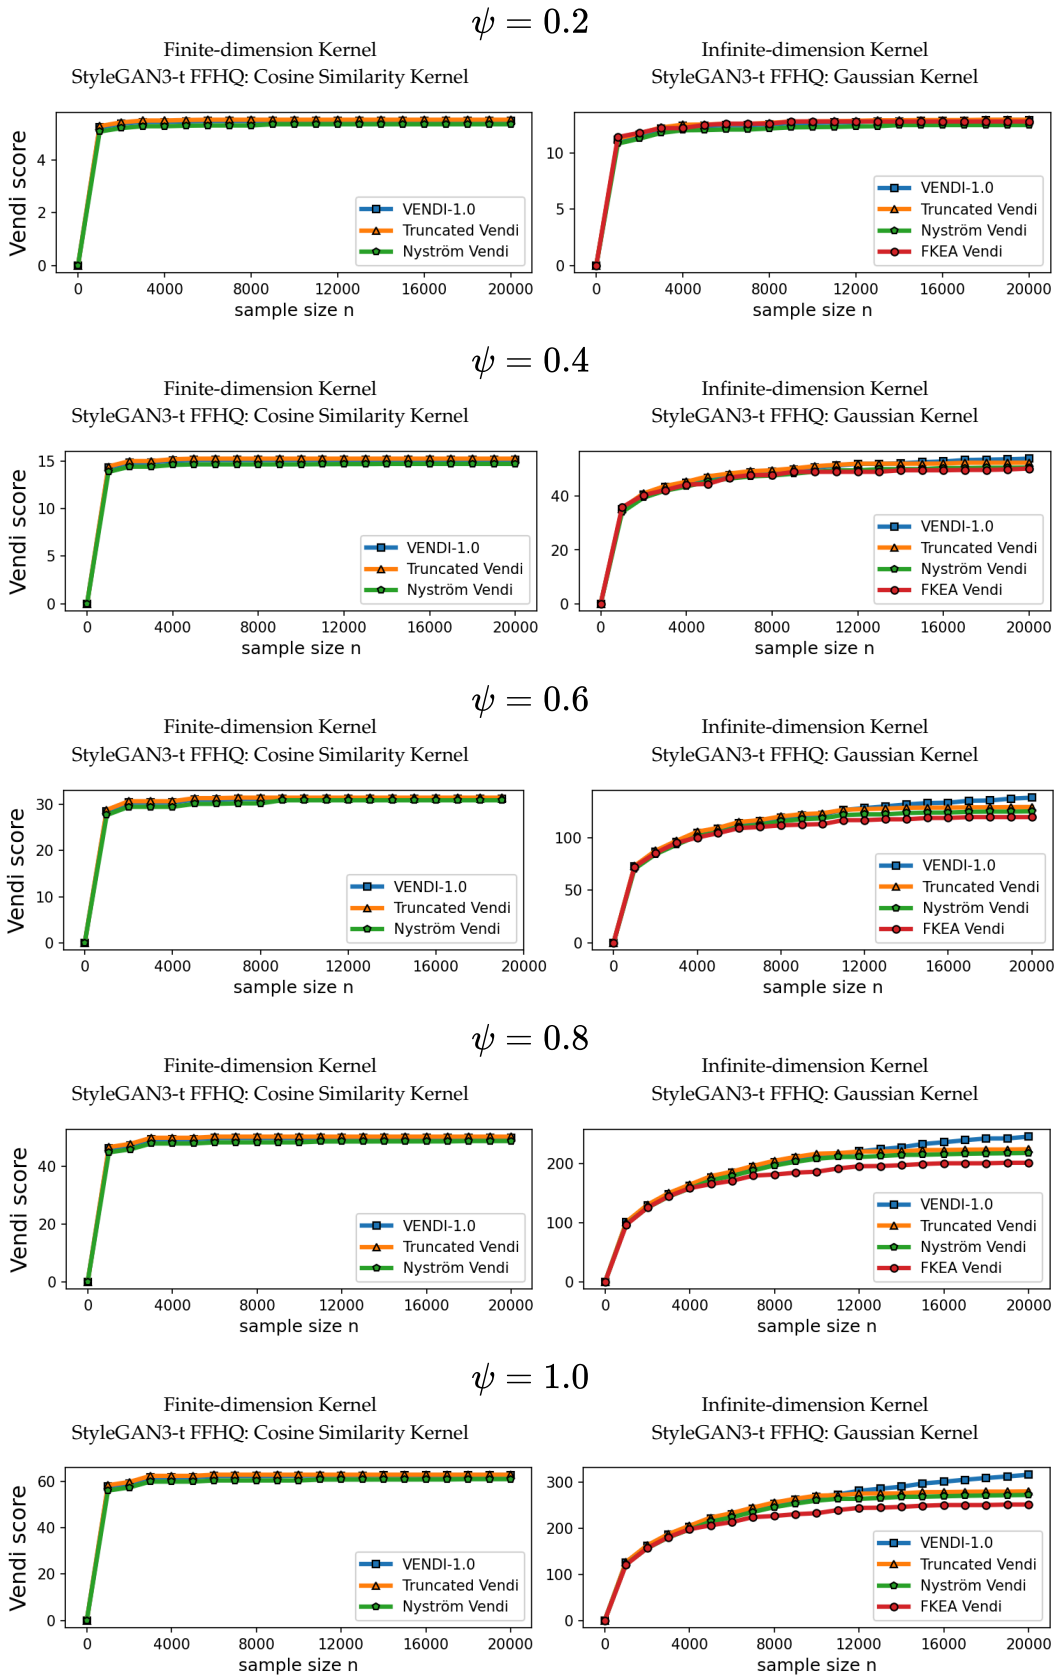 ψ = 0.2
Finite-dimension Kernel
StyleGAN3-t FFHQ: Cosine Similarity Kernel
Vendi score
4
2
0
VENDI-1.0
Truncated Vendi
Nyström Vendi
0 4000 8000 12000 16000 20000
sample size n
Infinite-dimension Kernel
StyleGAN3-t FFHQ: Gaussian Kernel
10
5
0
VENDI-1.0
Truncated Vendi
Nyström Vendi
FKEA Vendi
0 4000 8000 12000 16000 20000
sample size n
ψ = 0.4
Finite-dimension Kernel
StyleGAN3-t FFHQ: Cosine Similarity Kernel
Vendi score
15
10
5
0
VENDI-1.0
Truncated Vendi
Nyström Vendi
0 4000 8000 12000 16000 20000
sample size n
Infinite-dimension Kernel
StyleGAN3-t FFHQ: Gaussian Kernel
40
20
0
VENDI-1.0
Truncated Vendi
Nyström Vendi
FKEA Vendi
0 4000 8000 12000 16000 20000
sample size n
ψ = 0.6
Finite-dimension Kernel
StyleGAN3-t FFHQ: Cosine Similarity Kernel
Vendi score
30
20
10
0
VENDI-1.0
Truncated Vendi
Nyström Vendi
0 4000 8000 12000 16000 20000
sample size n
Infinite-dimension Kernel
StyleGAN3-t FFHQ: Gaussian Kernel
100
50
0
VENDI-1.0
Truncated Vendi
Nyström Vendi
FKEA Vendi
0 4000 8000 12000 16000 20000
sample size n
ψ = 0.8
Finite-dimension Kernel
StyleGAN3-t FFHQ: Cosine Similarity Kernel
Vendi score
40
20
0
VENDI-1.0
Truncated Vendi
Nyström Vendi
0 4000 8000 12000 16000 20000
sample size n
Infinite-dimension Kernel
StyleGAN3-t FFHQ: Gaussian Kernel
200
100
0
VENDI-1.0
Truncated Vendi
Nyström Vendi
FKEA Vendi
0 4000 8000 12000 16000 20000
sample size n
ψ = 1.0
Finite-dimension Kernel
StyleGAN3-t FFHQ: Cosine Similarity Kernel
Vendi score
60
40
20
0
VENDI-1.0
Truncated Vendi
Nyström Vendi
0 4000 8000 12000 16000 20000
sample size n
Infinite-dimension Kernel
StyleGAN3-t FFHQ: Gaussian Kernel
300
200
100
0
VENDI-1.0
Truncated Vendi
Nyström Vendi
FKEA Vendi
0 4000 8000 12000 16000 20000
sample size n